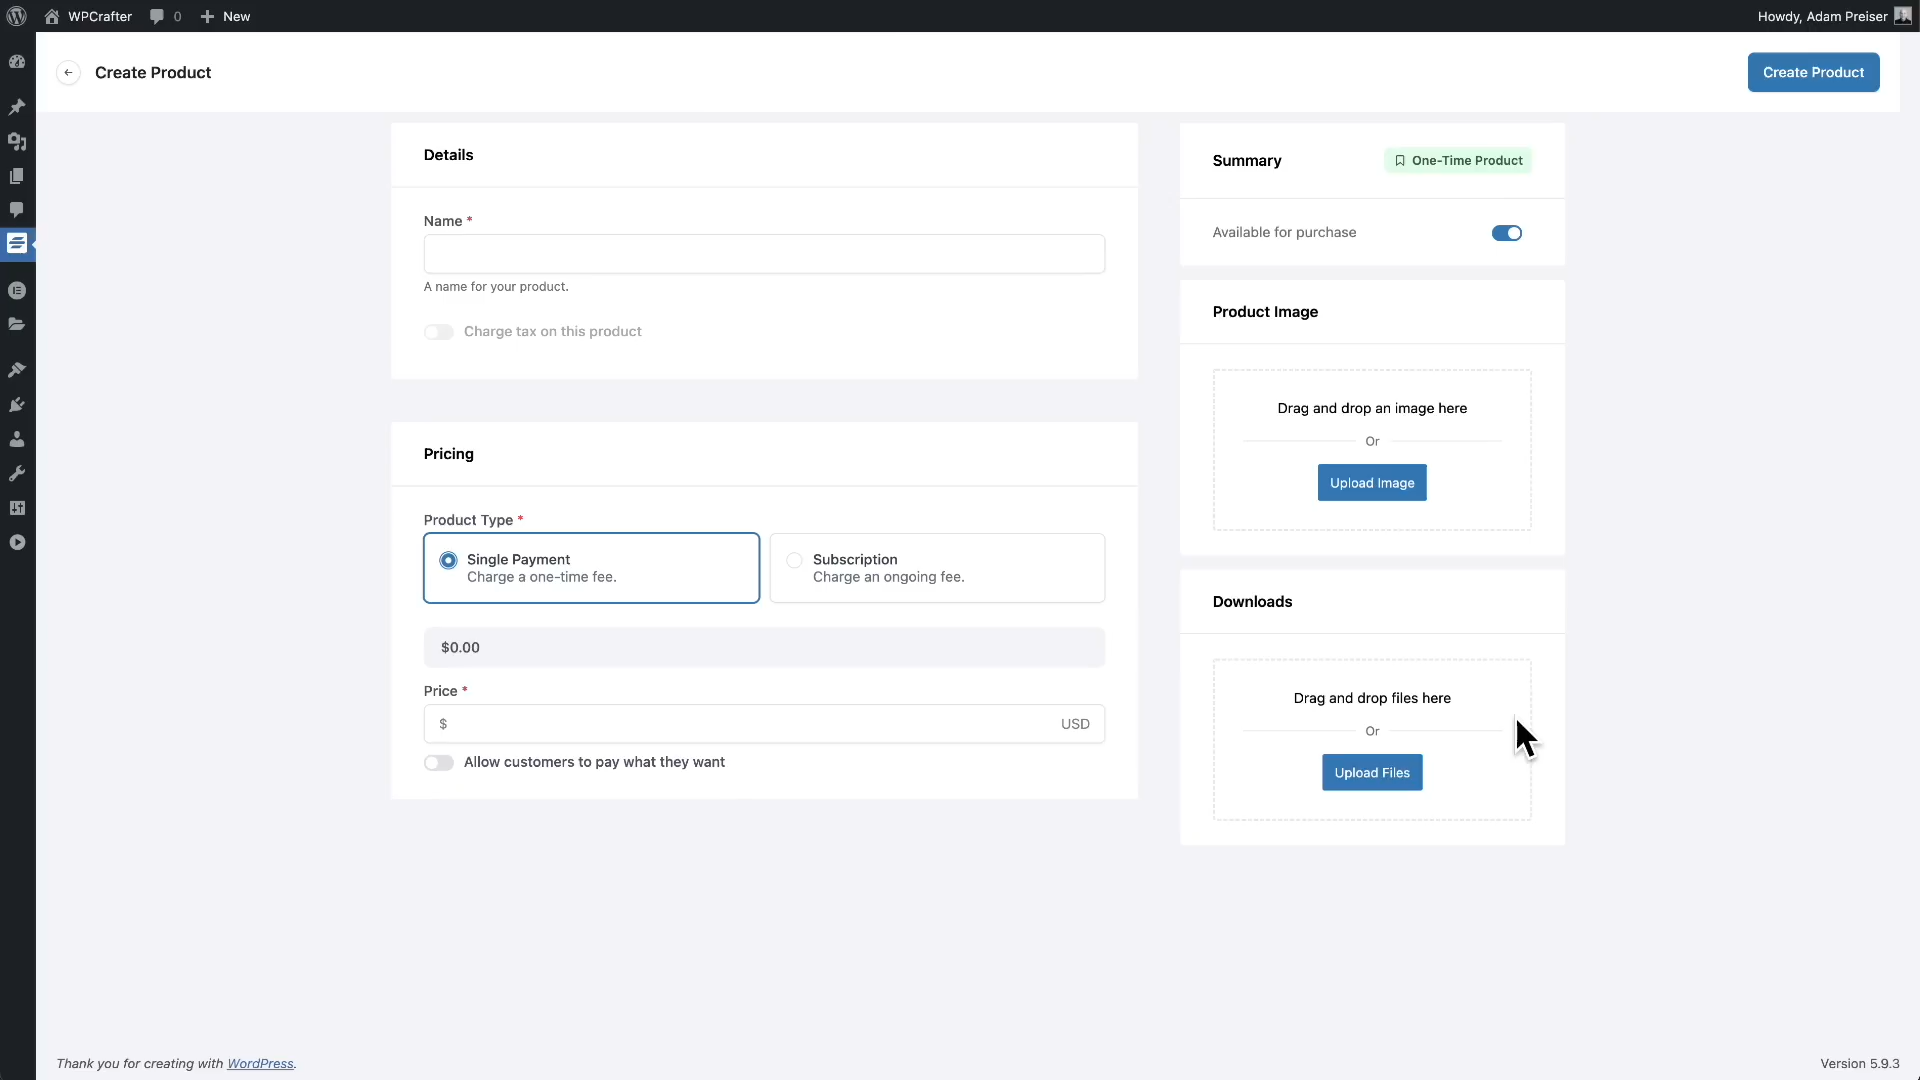 WPCrafter
0
New
Howdy, Adam Preiser
Create Product
Create Product
Details
Name *
A name for your product.
Charge tax on this product
Pricing
Product Type *
Single Payment
Charge a one-time fee.
Subscription
Charge an ongoing fee.
$0.00
Price *
$
USD
Allow customers to pay what they want
Summary
One-Time Product
Available for purchase
Product Image
Drag and drop an image here
Or
Upload Image
Downloads
Drag and drop files here
Or
Upload Files
Thank you for creating with WordPress.
Version 5.9.3